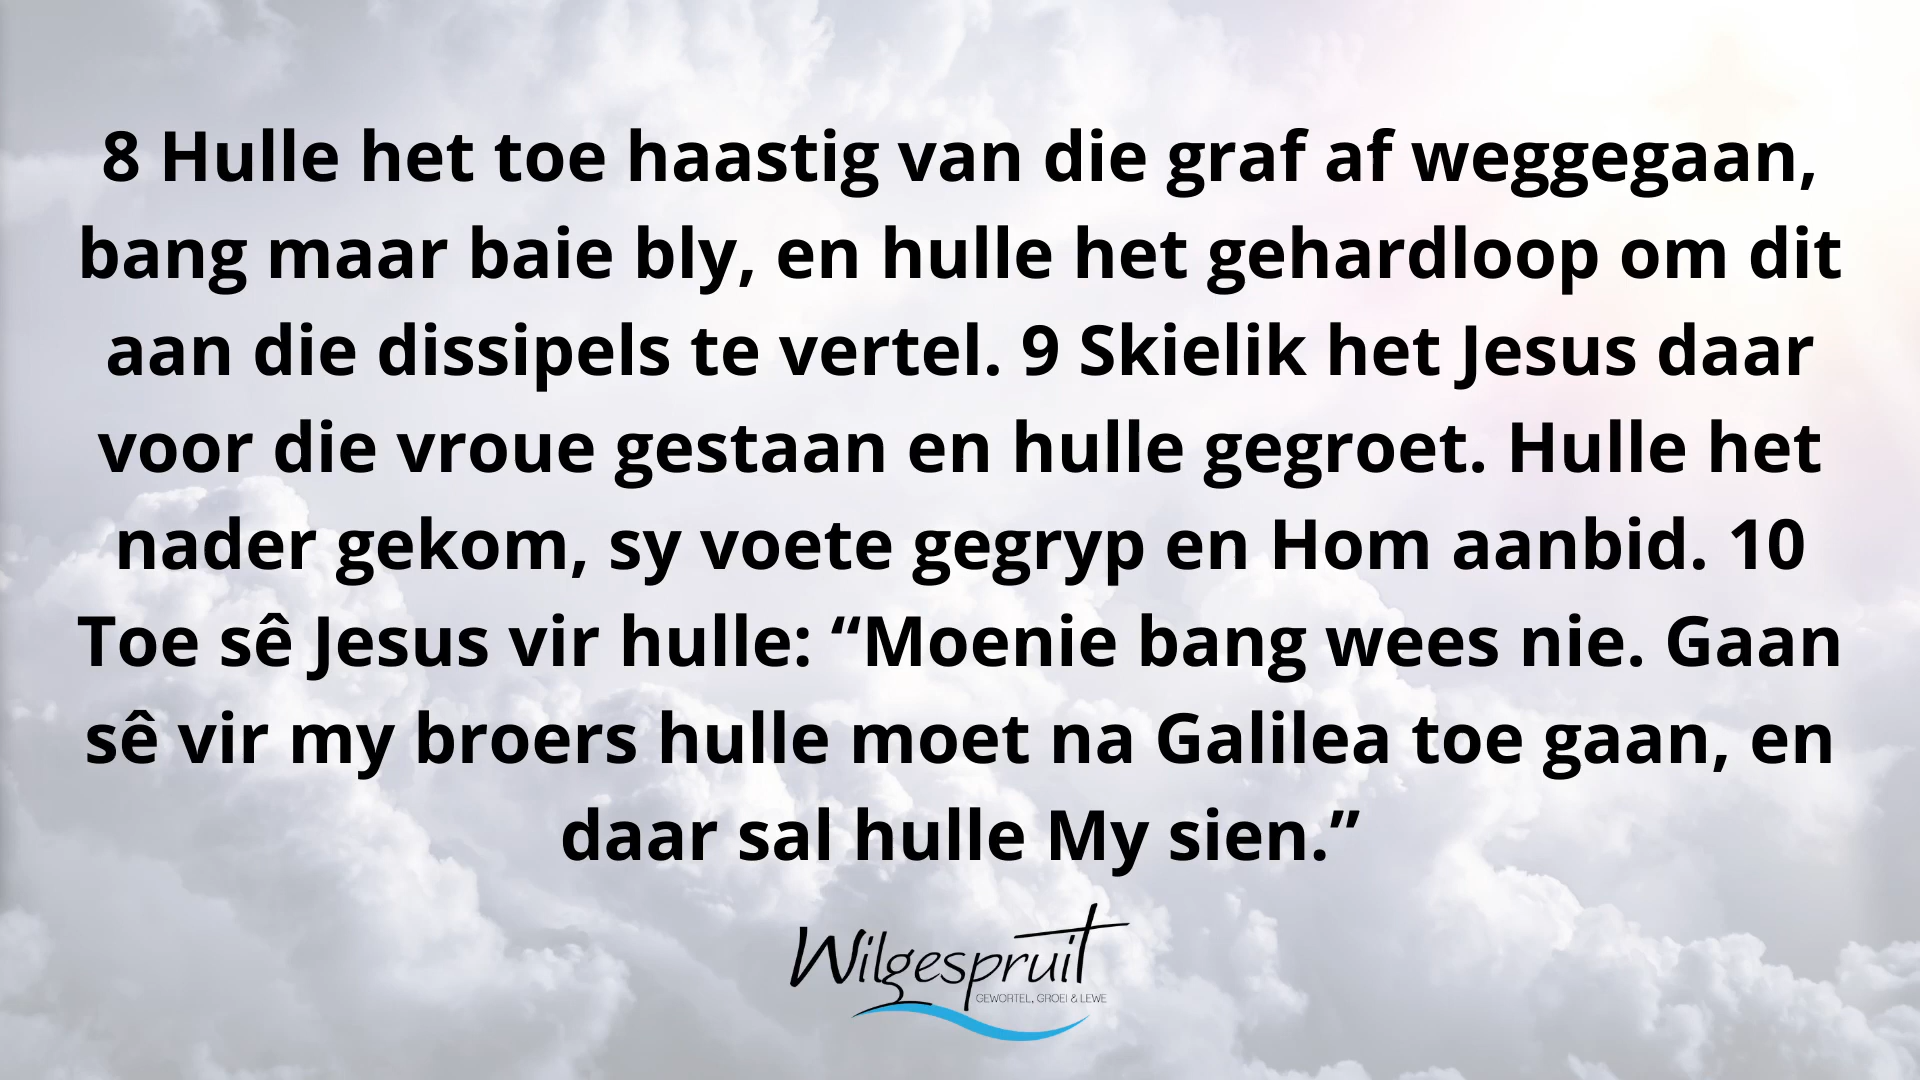 8 Hulle het toe haastig van die graf af weggegaan,
bang maar baie bly, en hulle het gehardloop om dit
aan die dissipels te vertel. 9 Skielik het Jesus daar
voor die vroue gestaan en hulle gegroet. Hulle het
nader gekom, sy voete gegryp en Hom aanbid. 10
Toe sê Jesus vir hulle: “Moenie bang wees nie. Gaan
sê vir my broers hulle moet na Galilea toe gaan, en
daar sal hulle My sien.”
Wilgespruit
GEWORTEL, GROEI & LEWE